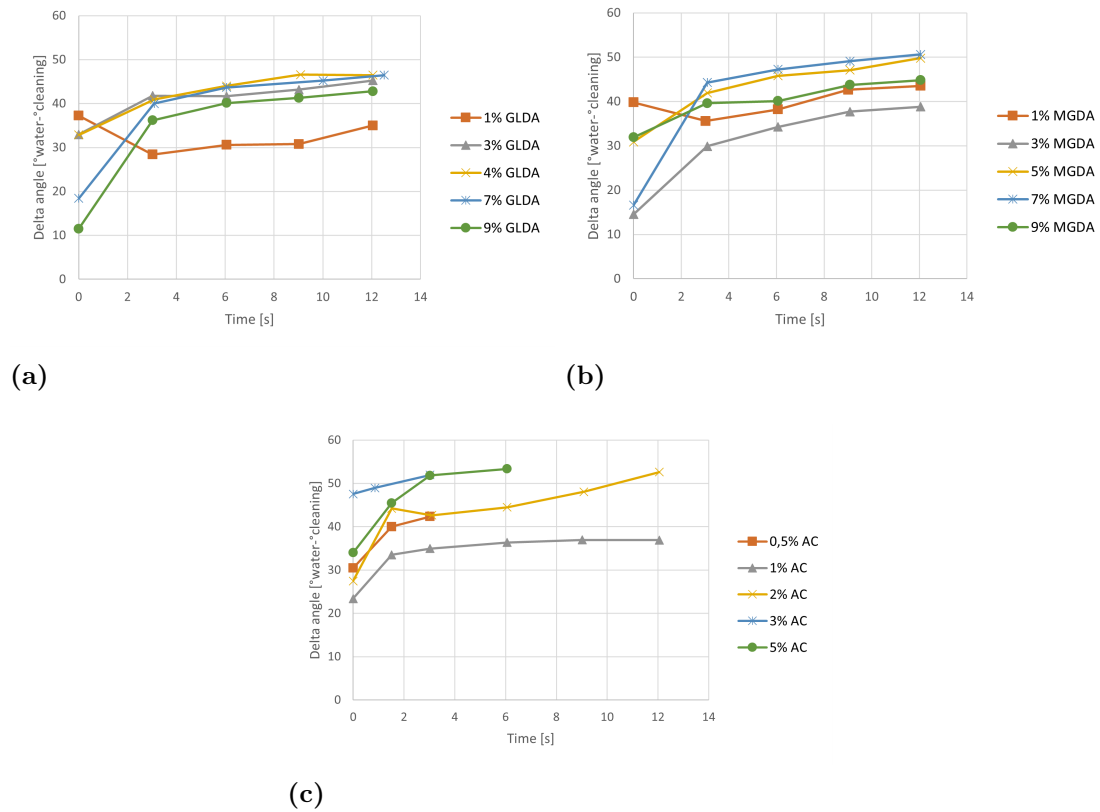 60
50
40
30
20
10
0
Delta angle [°water-°cleaning]
0 2 4 6 8 10 12 14
Time [s]
1% GLDA
3% GLDA
4% GLDA
7% GLDA
9% GLDA
(a)
60
50
40
30
20
10
0
Delta angle [°water-°cleaning]
0 2 4 6 8 10 12 14
Time [s]
1% MGDA
3% MGDA
5% MGDA
7% MGDA
9% MGDA
(b)
60
50
40
30
20
10
0
Delta angle [°water-°cleaning]
0 2 4 6 8 10 12 14
Time [s]
0,5% AC
1% AC
2% AC
3% AC
5% AC
(c)